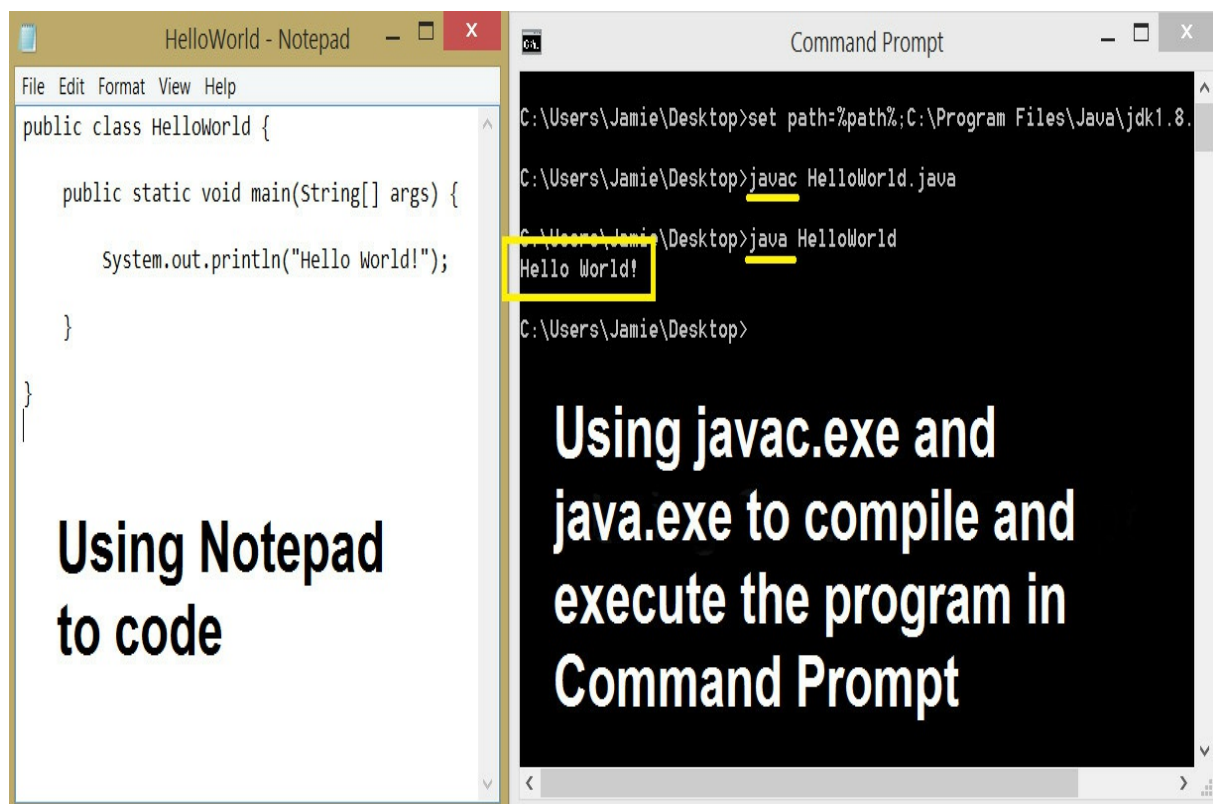 HelloWorld - Notepad
File Edit Format View Help
public class HelloWorld {
public static void main(String[] args) {
System.out.println("Hello World!");
}
}
Using Notepad
to code
C:\.
Command Prompt
C:\Users\Jamie\Desktop>set path=%path%;C:\Program Files\Java\jdk1.8.
C:\Users\Jamie\Desktop>javac HelloWorld.java
C:\Users\Jamie\Desktop>java HelloWorld
Hello World!
C:\Users\Jamie\Desktop>
Using javac.exe and
java.exe to compile and
execute the program in
Command Prompt